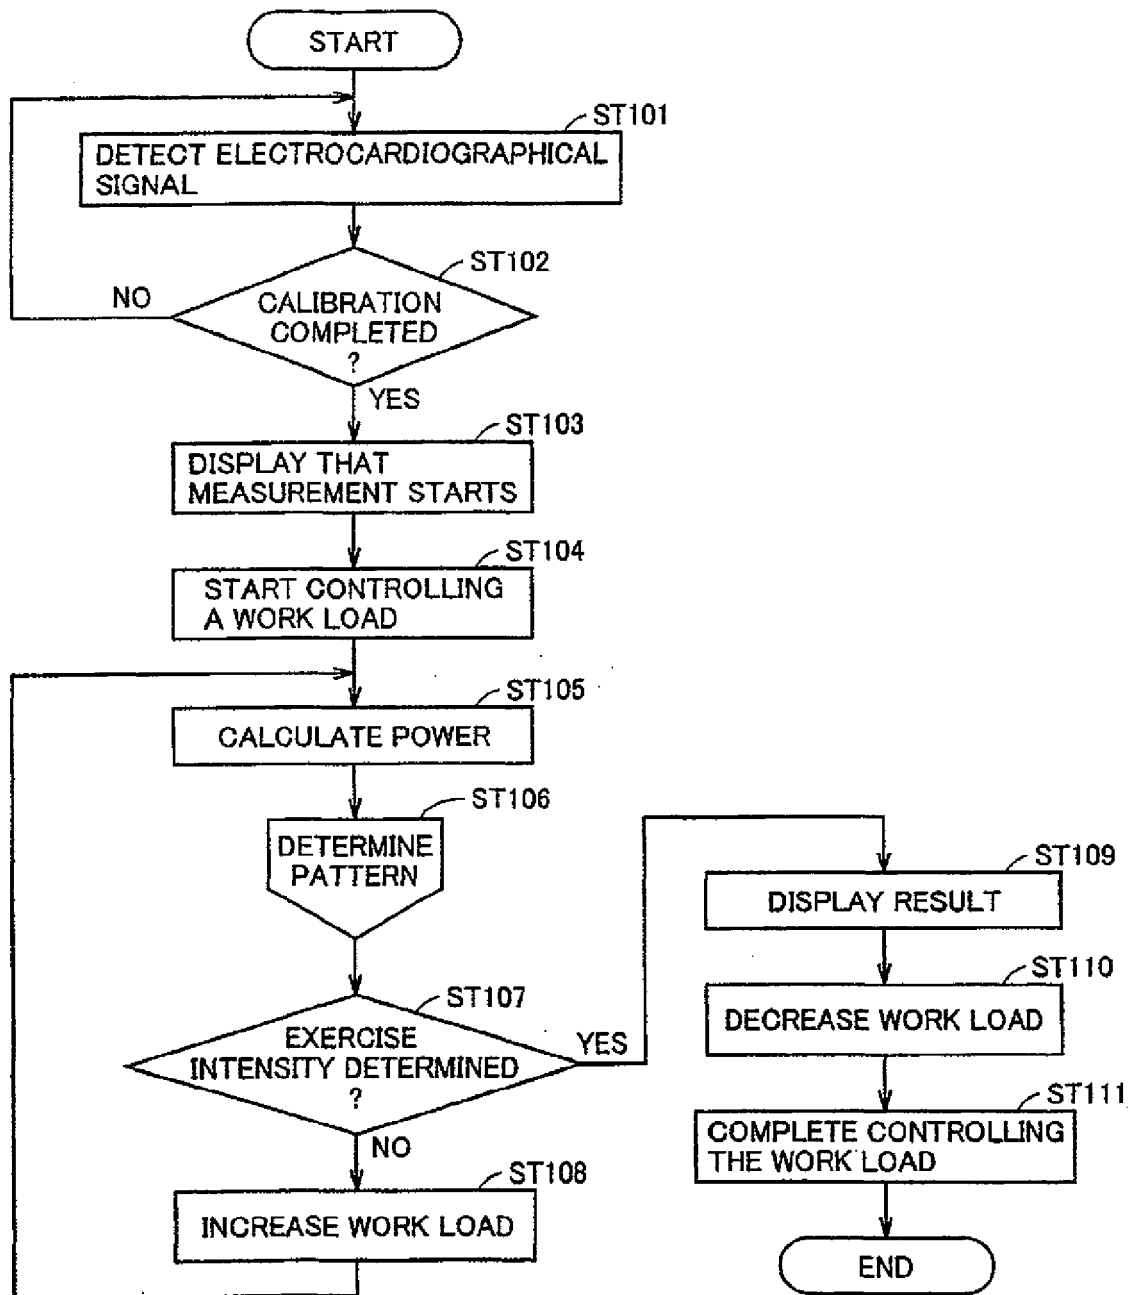 START
ST101
DETECT ELECTROCARDIOGRAPHICAL
SIGNAL
ST102
NO
CALIBRATION
COMPLETED
?
YES
ST103
DISPLAY THAT
MEASUREMENT STARTS
ST104
START CONTROLLING
A WORK LOAD
ST105
CALCULATE POWER
ST106
DETERMINE
PATTERN
ST107
EXERCISE
INTENSITY DETERMINED
?
YES
NO
ST108
INCREASE WORK LOAD
ST109
DISPLAY RESULT
ST110
DECREASE WORK LOAD
ST111
COMPLETE CONTROLLING
THE WORK LOAD
END